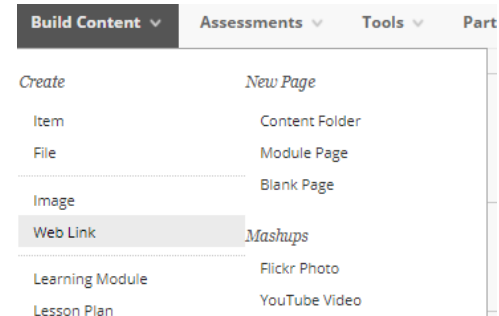 Build Content Assessments Tools Part
Create
Item
File
Image
Web Link
Learning Module
Lesson Plan
New Page
Content Folder
Module Page
Blank Page
Mashups
Flickr Photo
YouTube Video